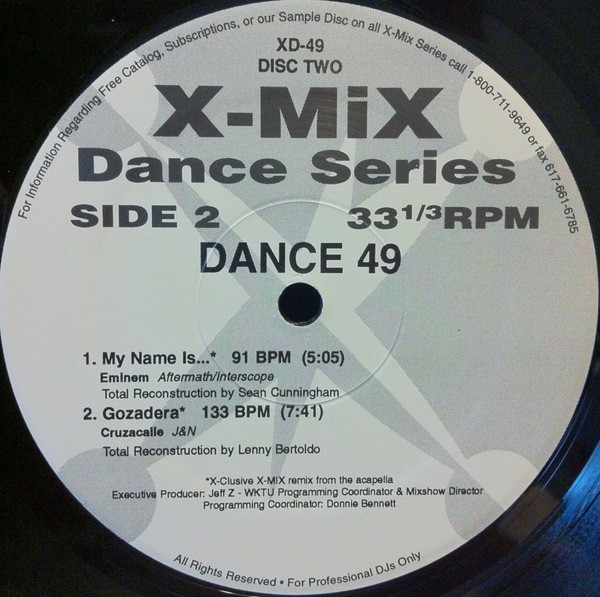 For Information Regarding Free Catalog, Subscriptions, or our Sample Disc on all X-Mix Series call 1-800-711-9649 or fax 617-661-6785
XD-49
DISC TWO
X-MiX
Dance Series
SIDE 2 33 1/3 RPM
DANCE 49
1. My Name Is...* 91 BPM (5:05)
Eminem Aftermath/Interscope
Total Reconstruction by Sean Cunningham
2. Gozadera* 133 BPM (7:41)
Cruzacalle J&N
Total Reconstruction by Lenny Bertoldo
*X-Clusive X-MIX remix from the acapella
Executive Producer: Jeff Z - WKTU Programming Coordinator & Mixshow Director
Programming Coordinator: Donnie Bennett
All Rights Reserved • For Professional DJs Only